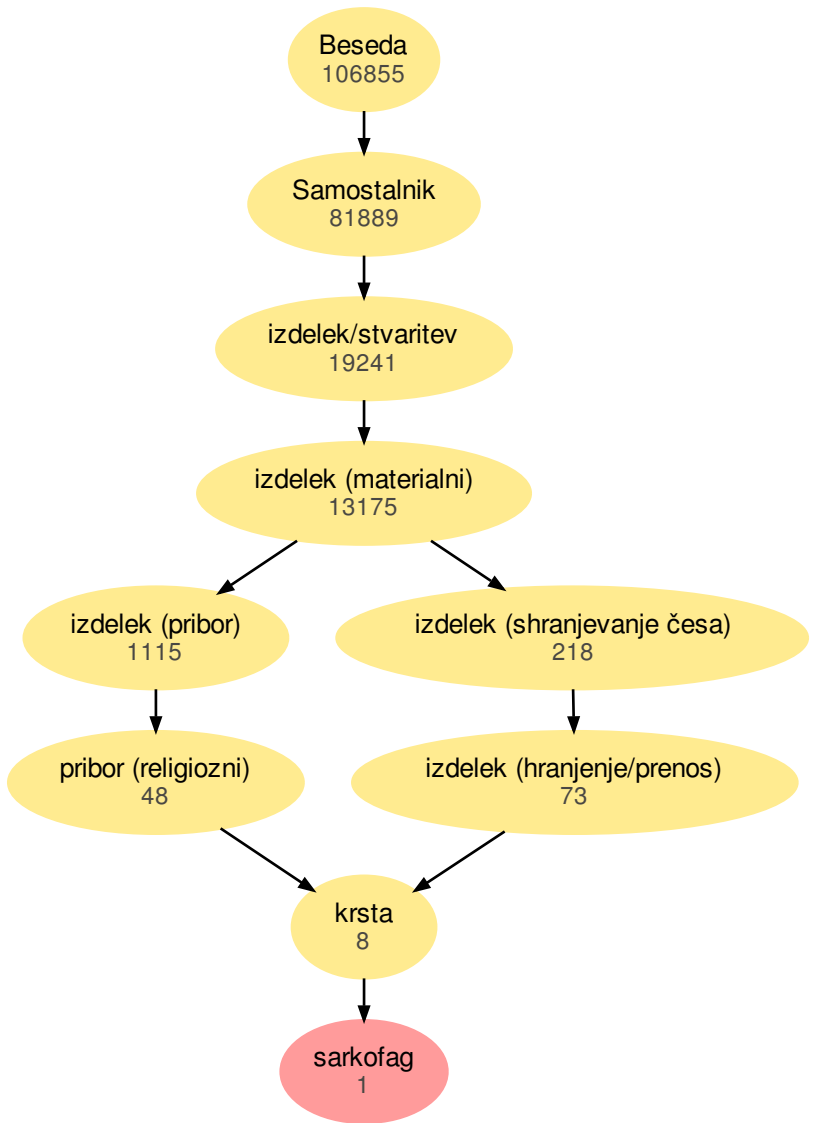 Beseda
106855
Samostalnik
81889
izdelek/stvaritev
19241
izdelek (materialni)
13175
izdelek (pribor)
1115
izdelek (shranjevanje česa)
218
pribor (religiozni)
48
izdelek (hranjenje/prenos)
73
krsta
8
sarkofag
1